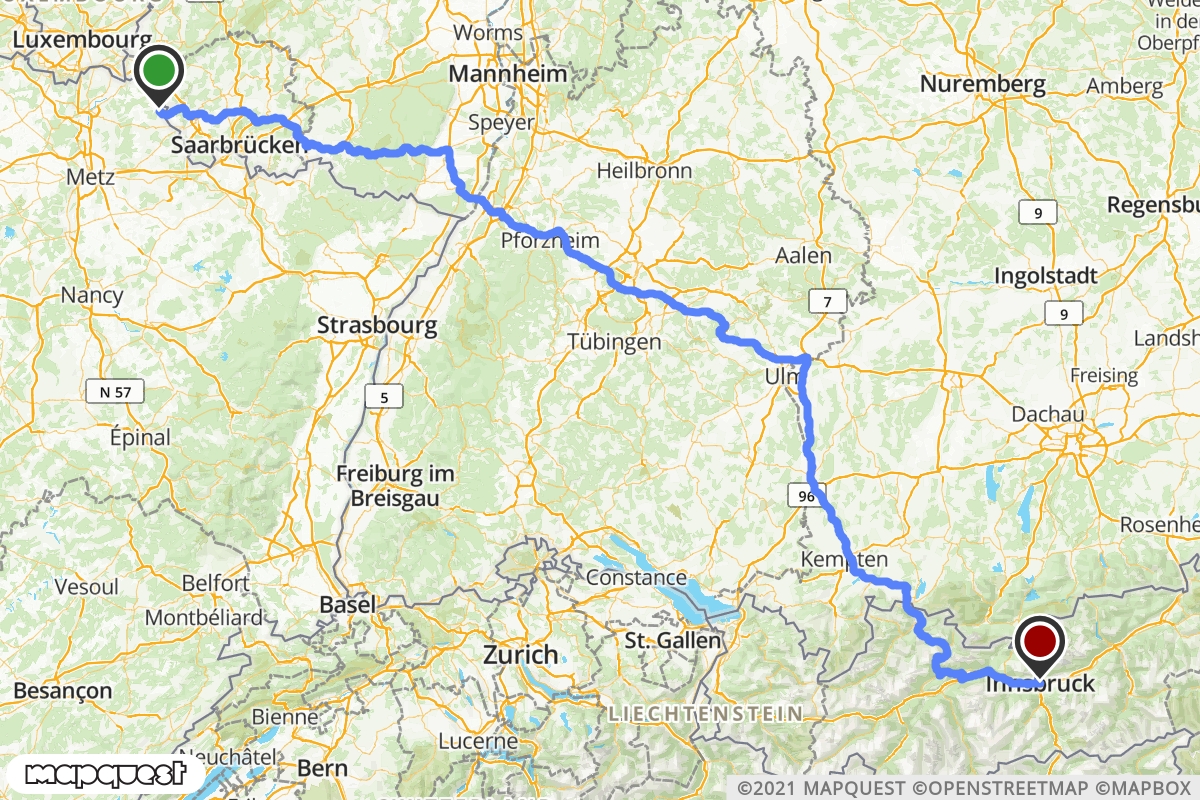 Luxembourg
Worms
Mannheim
Nuremberg
Amberg
in de
Oberpf
Speyer
Saarbrücken
Metz
Heilbronn
Regensbu
9
Pforzheim
Aalen
Ingolstadt
Nancy
7
9
Strasbourg
Landsh
Tübingen
Ulm
Freising
N 57
5
Dachau
Épinal
Freiburg im
Breisgau
96
Rosenhe
Kempten
Vesoul
Belfort
Constance
Basel
Montbéliard
St. Gallen
Zurich
Besançon
Innsbruck
Bienne
LIECHTENSTEIN
Lucerne
Neuchâtel
Bern
mapquest
©2021 MAPQUEST ©OPENSTREETMAP ©MAPBOX